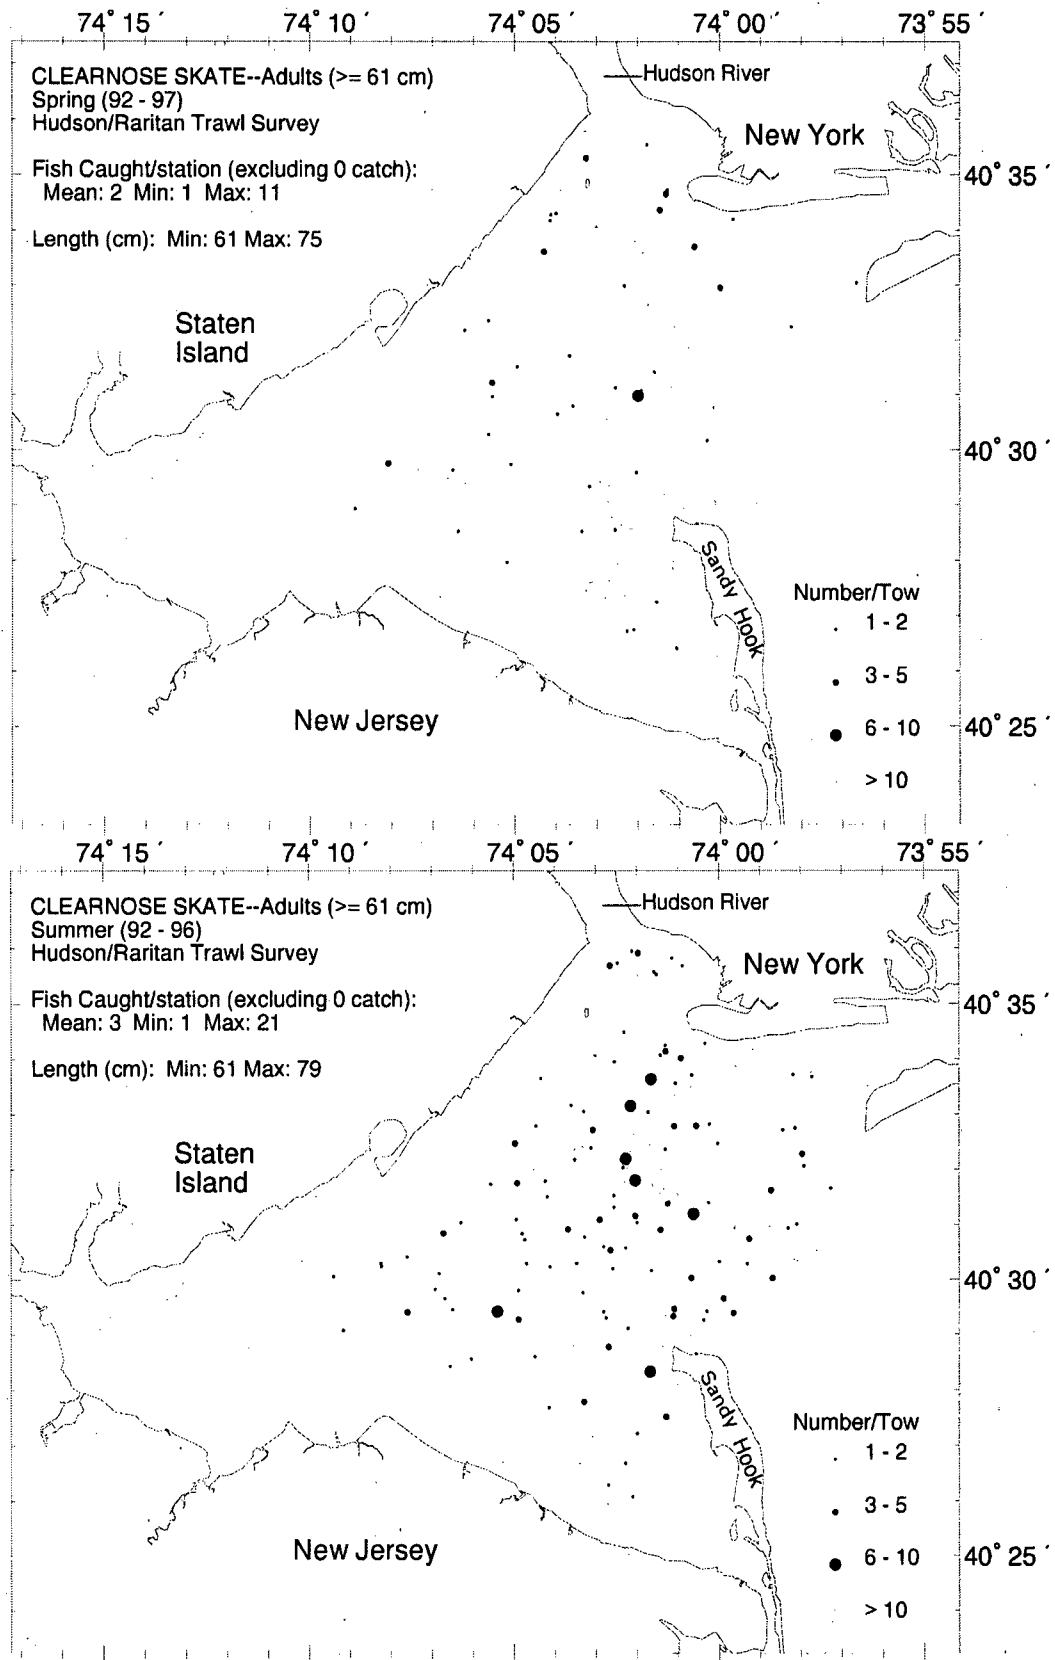 74° 15 ´ 74° 10 ´ 74° 05 ´ 74° 00 ´ 73° 55 ´
CLEARNOSE SKATE--Adults (>= 61 cm)
Spring (92 - 97)
Hudson/Raritan Trawl Survey
Hudson River
New York
Fish Caught/station (excluding 0 catch):
Mean: 2 Min: 1 Max: 11
40° 35 ´
Length (cm): Min: 61 Max: 75
Staten
Island
40° 30 ´
Sandy Hook
Number/Tow
1 - 2
3 - 5
6 - 10
> 10
New Jersey
40° 25 ´
74° 15 ´ 74° 10 ´ 74° 05 ´ 74° 00 ´ 73° 55 ´
CLEARNOSE SKATE--Adults (>= 61 cm)
Summer (92 - 96)
Hudson/Raritan Trawl Survey
Hudson River
New York
Fish Caught/station (excluding 0 catch):
Mean: 3 Min: 1 Max: 21
40° 35 ´
Length (cm): Min: 61 Max: 79
Staten
Island
40° 30 ´
Sandy Hook
Number/Tow
1 - 2
3 - 5
6 - 10
> 10
New Jersey
40° 25 ´